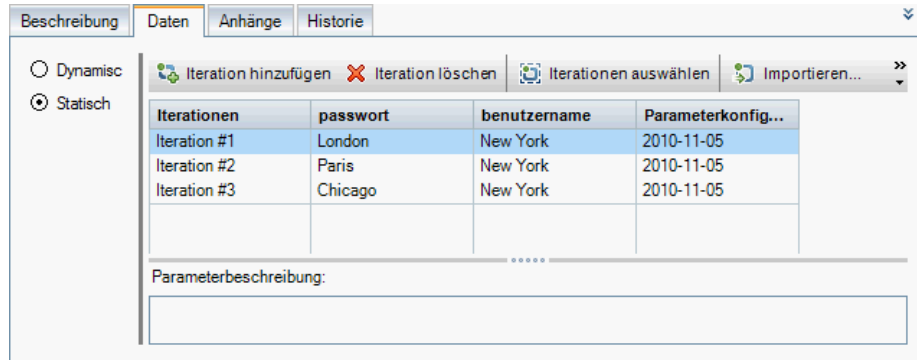 Beschreibung Daten Anhänge Historie
Dynamisc Iteration hinzufügen Iteration löschen Iterationen auswählen Importieren...
Statisch
Iterationen passwort benutzername Parameterkonfig...
Iteration #1 London New York 2010-11-05
Iteration #2 Paris New York 2010-11-05
Iteration #3 Chicago New York 2010-11-05
Parameterbeschreibung: